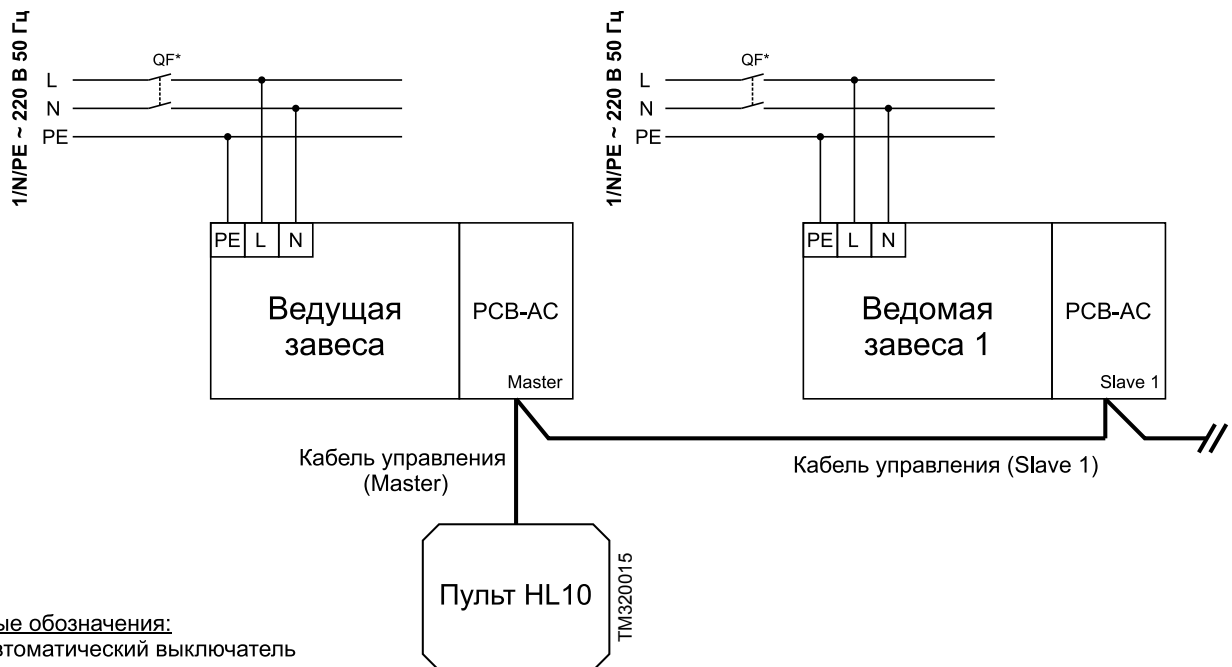 1/N/PE ~ 220 В 50 Гц
QF*
L
N
PE
PE L N
Ведущая
завеса
PCB-AC
Master
1/N/PE ~ 220 В 50 Гц
QF*
L
N
PE
PE L N
Ведомая
завеса 1
PCB-AC
Slave 1
Кабель управления
(Master)
Кабель управления (Slave 1)
Пульт HL10
TM320015
ые обозначения:
втоматический выключатель